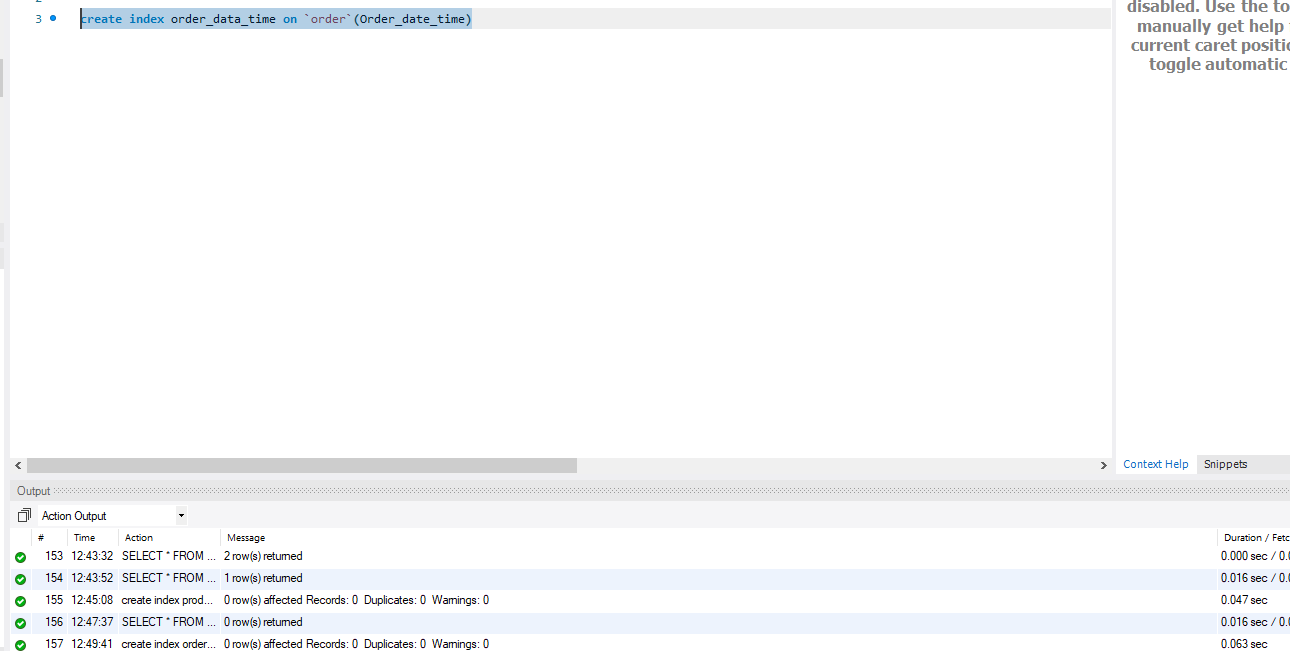 disabled. Use the to
3 create index order_data_time on `order`(Order_date_time)
manually get help
current caret positi
toggle automatic
Context Help Snippets
Output
Action Output
# Time Action Message Duration / Fetc
153 12:43:32 SELECT * FROM ... 2 row(s) returned 0.000 sec / 0.0
154 12:43:52 SELECT * FROM ... 1 row(s) returned 0.016 sec / 0.0
155 12:45:08 create index prod... 0 row(s) affected Records: 0 Duplicates: 0 Warnings: 0 0.047 sec
156 12:47:37 SELECT * FROM ... 0 row(s) returned 0.016 sec / 0.0
157 12:49:41 create index order... 0 row(s) affected Records: 0 Duplicates: 0 Warnings: 0 0.063 sec